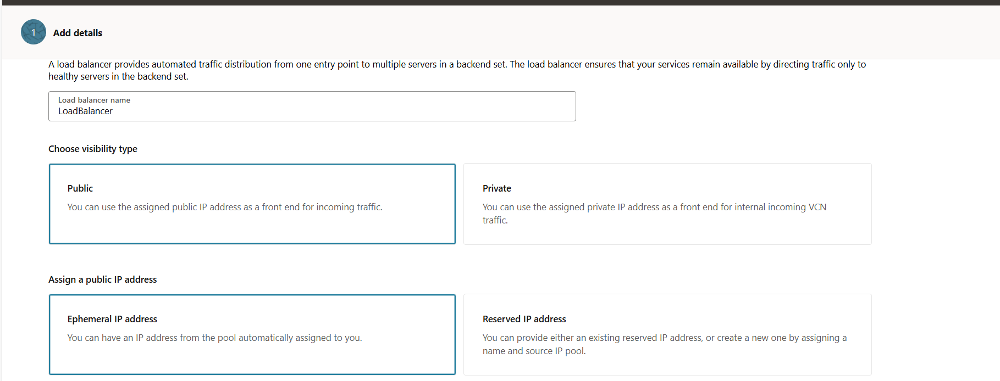 1
Add details
A load balancer provides automated traffic distribution from one entry point to multiple servers in a backend set. The load balancer ensures that your services remain available by directing traffic only to
healthy servers in the backend set.
Load balancer name
LoadBalancer
Choose visibility type
Public
You can use the assigned public IP address as a front end for incoming traffic.
Private
You can use the assigned private IP address as a front end for internal incoming VCN
traffic.
Assign a public IP address
Ephemeral IP address
You can have an IP address from the pool automatically assigned to you.
Reserved IP address
You can provide either an existing reserved IP address, or create a new one by assigning a
name and source IP pool.